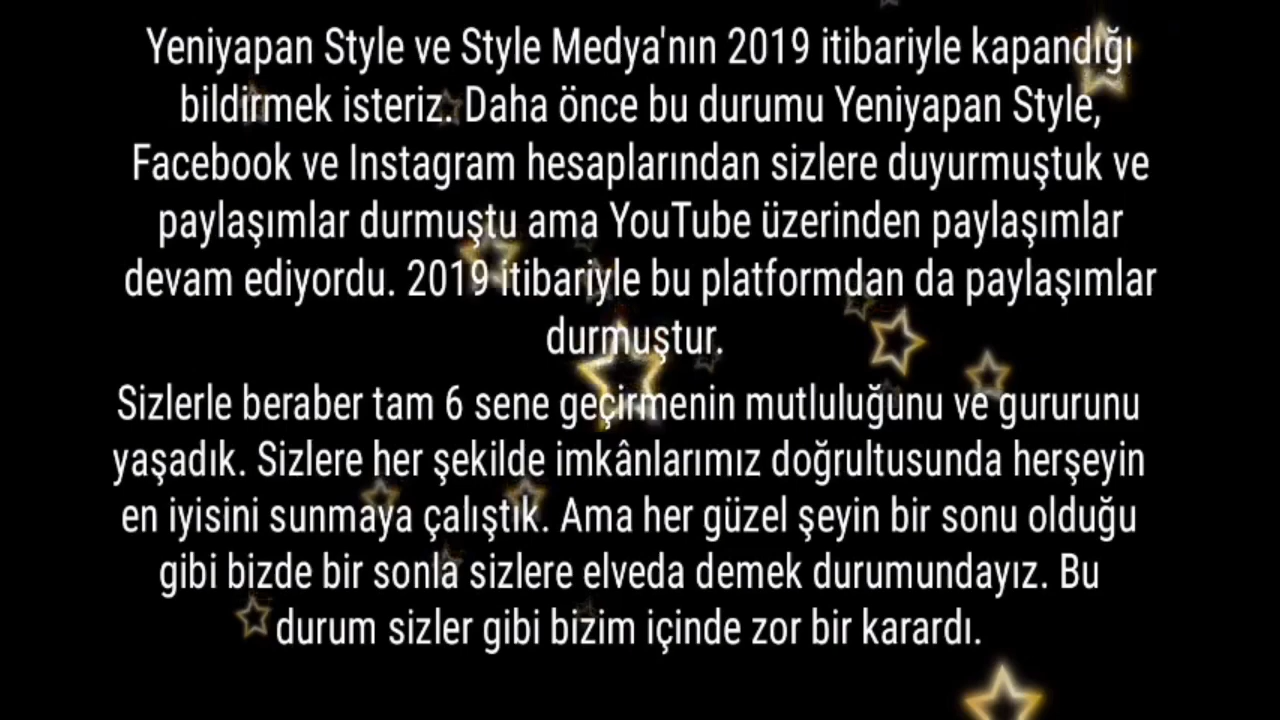 Yeniyapan Style ve Style Medya'nın 2019 itibariyle kapandığı
bildirmek isteriz. Daha önce bu durumu Yeniyapan Style,
Facebook ve Instagram hesaplarından sizlere duyurmuştuk ve
paylaşımlar durmuştu ama YouTube üzerinden paylaşımlar
devam ediyordu. 2019 itibariyle bu platformdan da paylaşımlar
durmuştur.
Sizlerle beraber tam 6 sene geçirmenin mutluluğunu ve gururunu
yaşadık. Sizlere her şekilde imkânlarımız doğrultusunda herşeyin
en iyisini sunmaya çalıştık. Ama her güzel şeyin bir sonu olduğu
gibi bizde bir sonla sizlere elveda demek durumundayız. Bu
durum sizler gibi bizim içinde zor bir karardı.